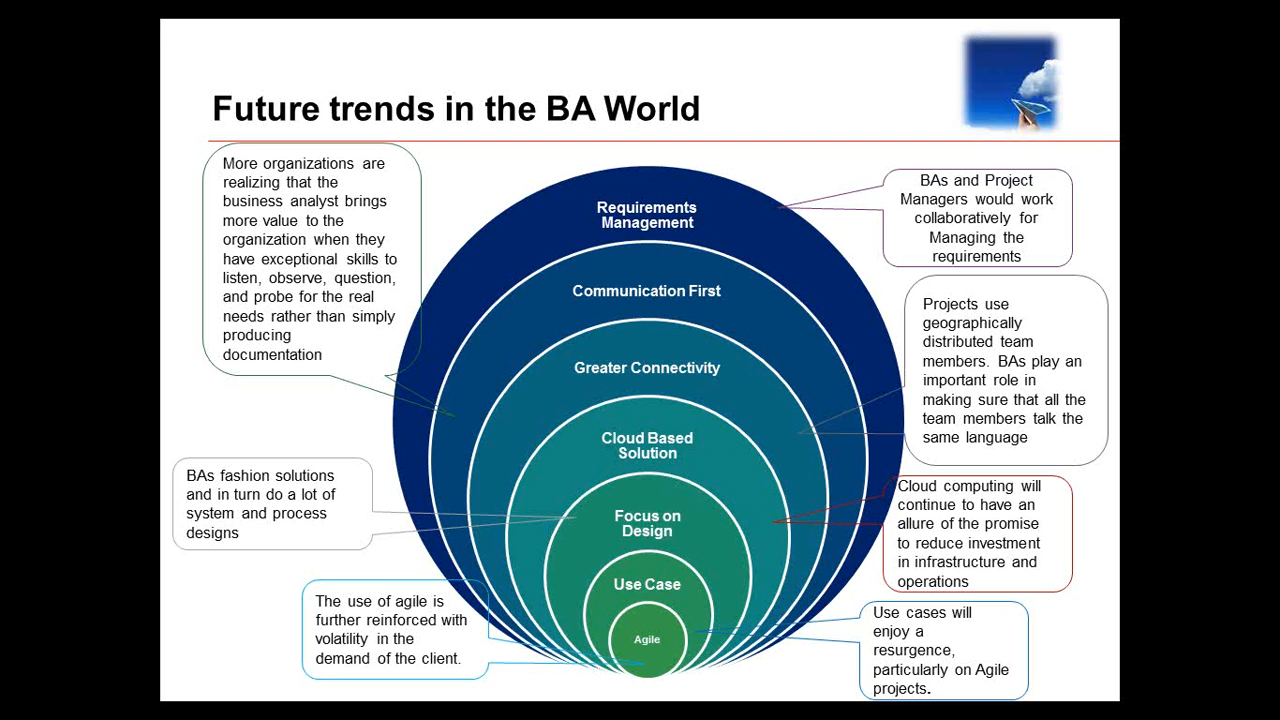 Future trends in the BA World
More organizations are
realizing that the
business analyst brings
more value to the
organization when they
have exceptional skills to
listen, observe, question,
and probe for the real
needs rather than simply
producing
documentation
BAs fashion solutions
and in turn do a lot of
system and process
designs
The use of agile is
further reinforced with
volatility in the
demand of the client.
Requirements
Management
Communication First
Greater Connectivity
Cloud Based
Solution
Focus on
Design
Use Case
Agile
BAs and Project
Managers would work
collaboratively for
Managing the
requirements
Projects use
geographically
distributed team
members. BAs play an
important role in
making sure that all the
team members talk the
same language
Cloud computing will
continue to have an
allure of the promise
to reduce investment
in infrastructure and
operations
Use cases will
enjoy a
resurgence,
particularly on Agile
projects.